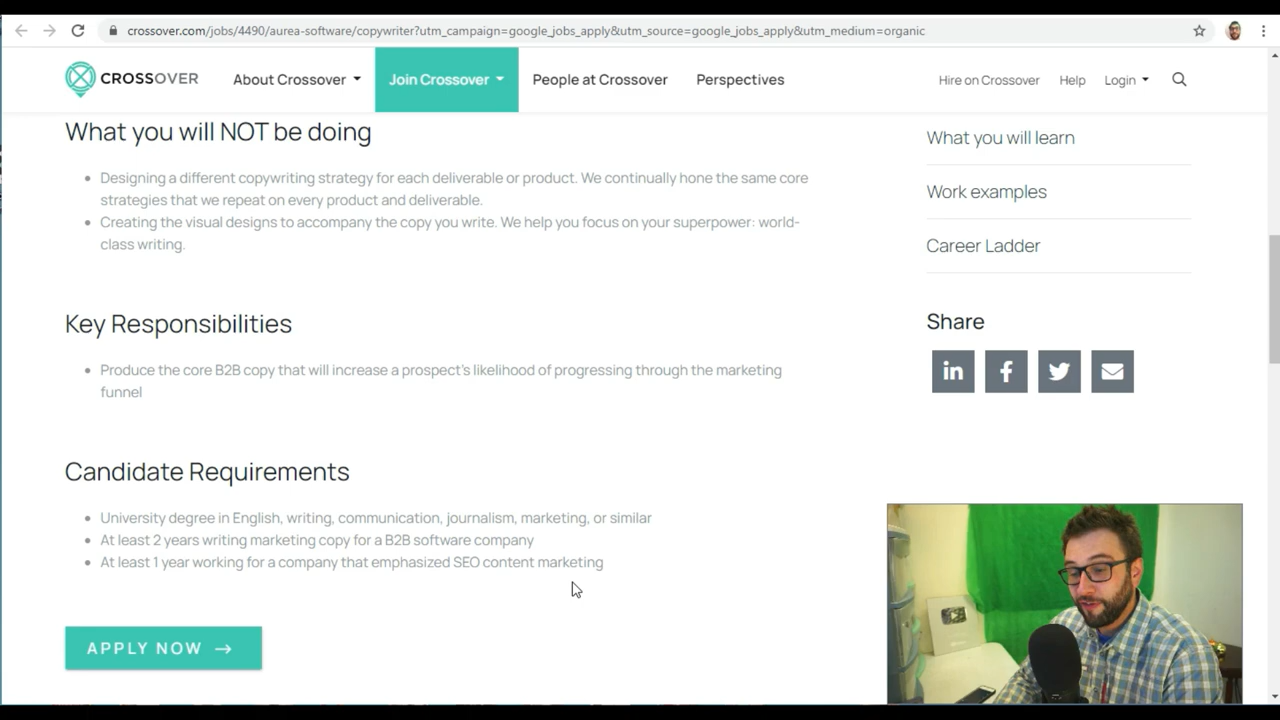 crossover.com/jobs/4490/aurea-software/copywriter?utm_campaign=google_jobs_apply&utm_source=google_jobs_apply&utm_medium=organic
CROSSOVER
About Crossover
Join Crossover
People at Crossover
Perspectives
Hire on Crossover
Help
Login
What you will NOT be doing
Designing a different copywriting strategy for each deliverable or product. We continually hone the same core
strategies that we repeat on every product and deliverable.
Creating the visual designs to accompany the copy you write. We help you focus on your superpower: world-
class writing.
Key Responsibilities
Produce the core B2B copy that will increase a prospect's likelihood of progressing through the marketing
funnel
Candidate Requirements
University degree in English, writing, communication, journalism, marketing, or similar
At least 2 years writing marketing copy for a B2B software company
At least 1 year working for a company that emphasized SEO content marketing
APPLY NOW →
What you will learn
Work examples
Career Ladder
Share
in
f